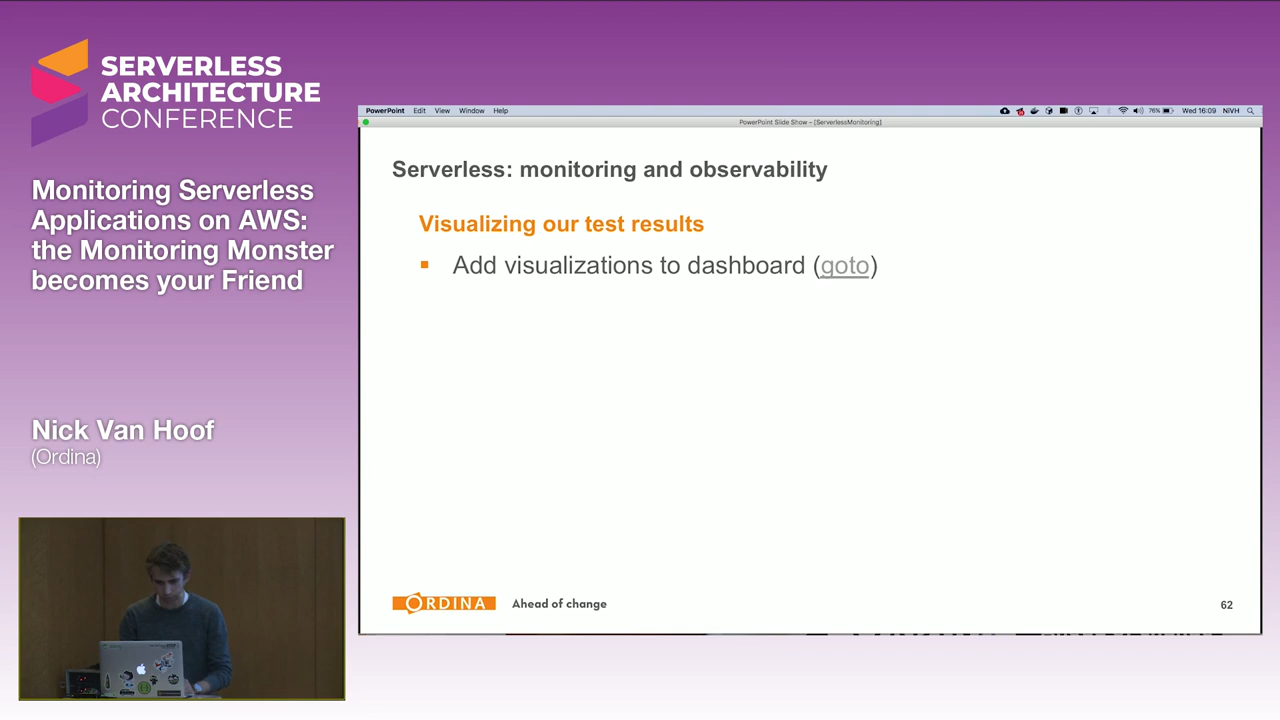 SERVERLESS
ARCHITECTURE
CONFERENCE
Monitoring Serverless
Applications on AWS:
the Monitoring Monster
becomes your Friend
Nick Van Hoof
(Ordina)
PowerPoint Edit View Window Help
76% Wed 16:09 NiVH
PowerPoint Slide Show - [ServerlessMonitoring]
Serverless: monitoring and observability
Visualizing our test results
▪ Add visualizations to dashboard (goto)
ORDINA Ahead of change
62